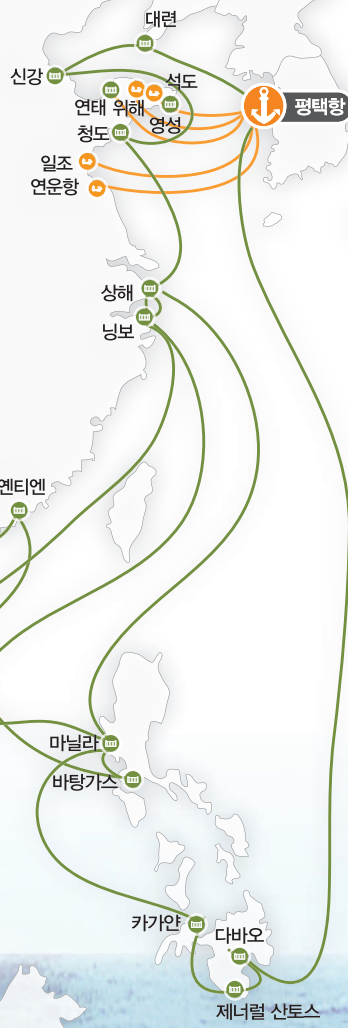 대련
신강
석도
평택항
연태 위해
영성
청도
일조
연운항
상해
닝보
옌티엔
마닐라
바탕가스
카가얀
다바오
제너럴 산토스